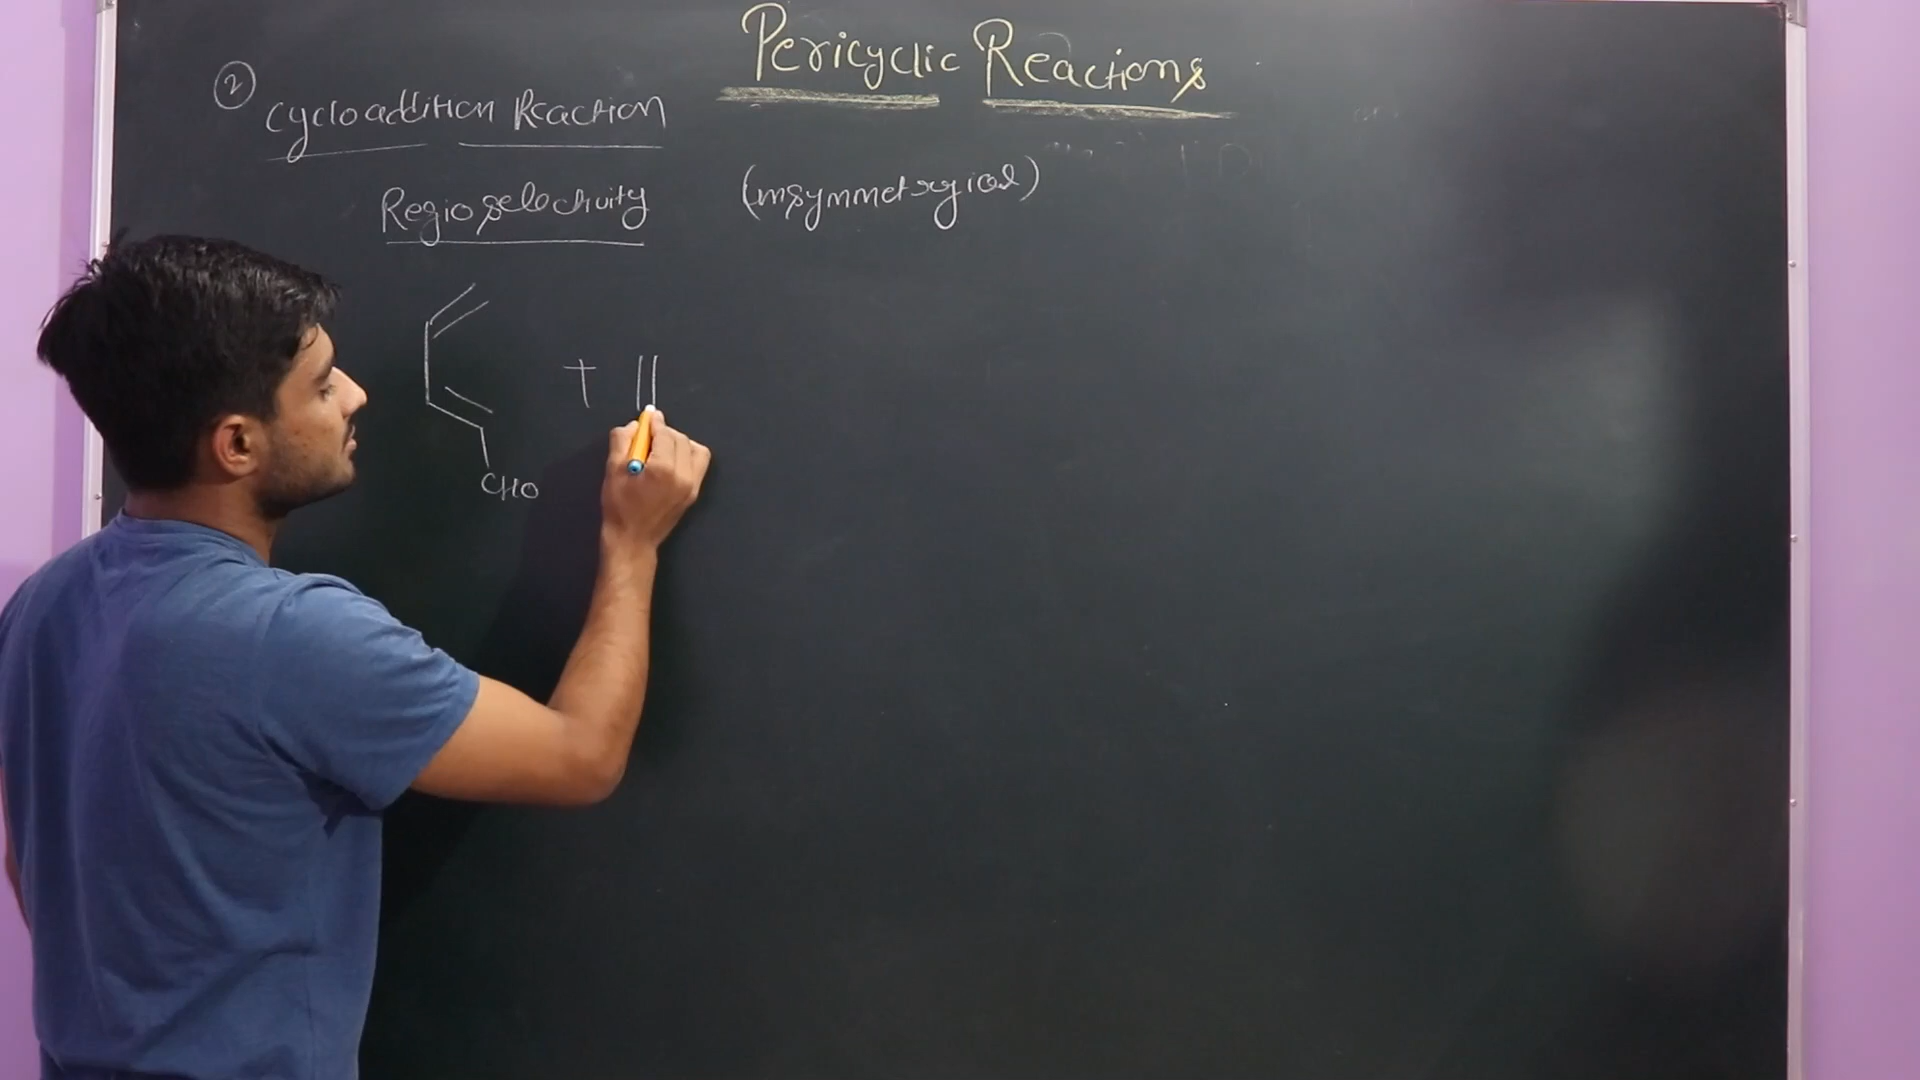 Pericyclic Reactions
2
Cycloaddition Reaction
Regioselectivity (unsymmetrical)
+
CHO